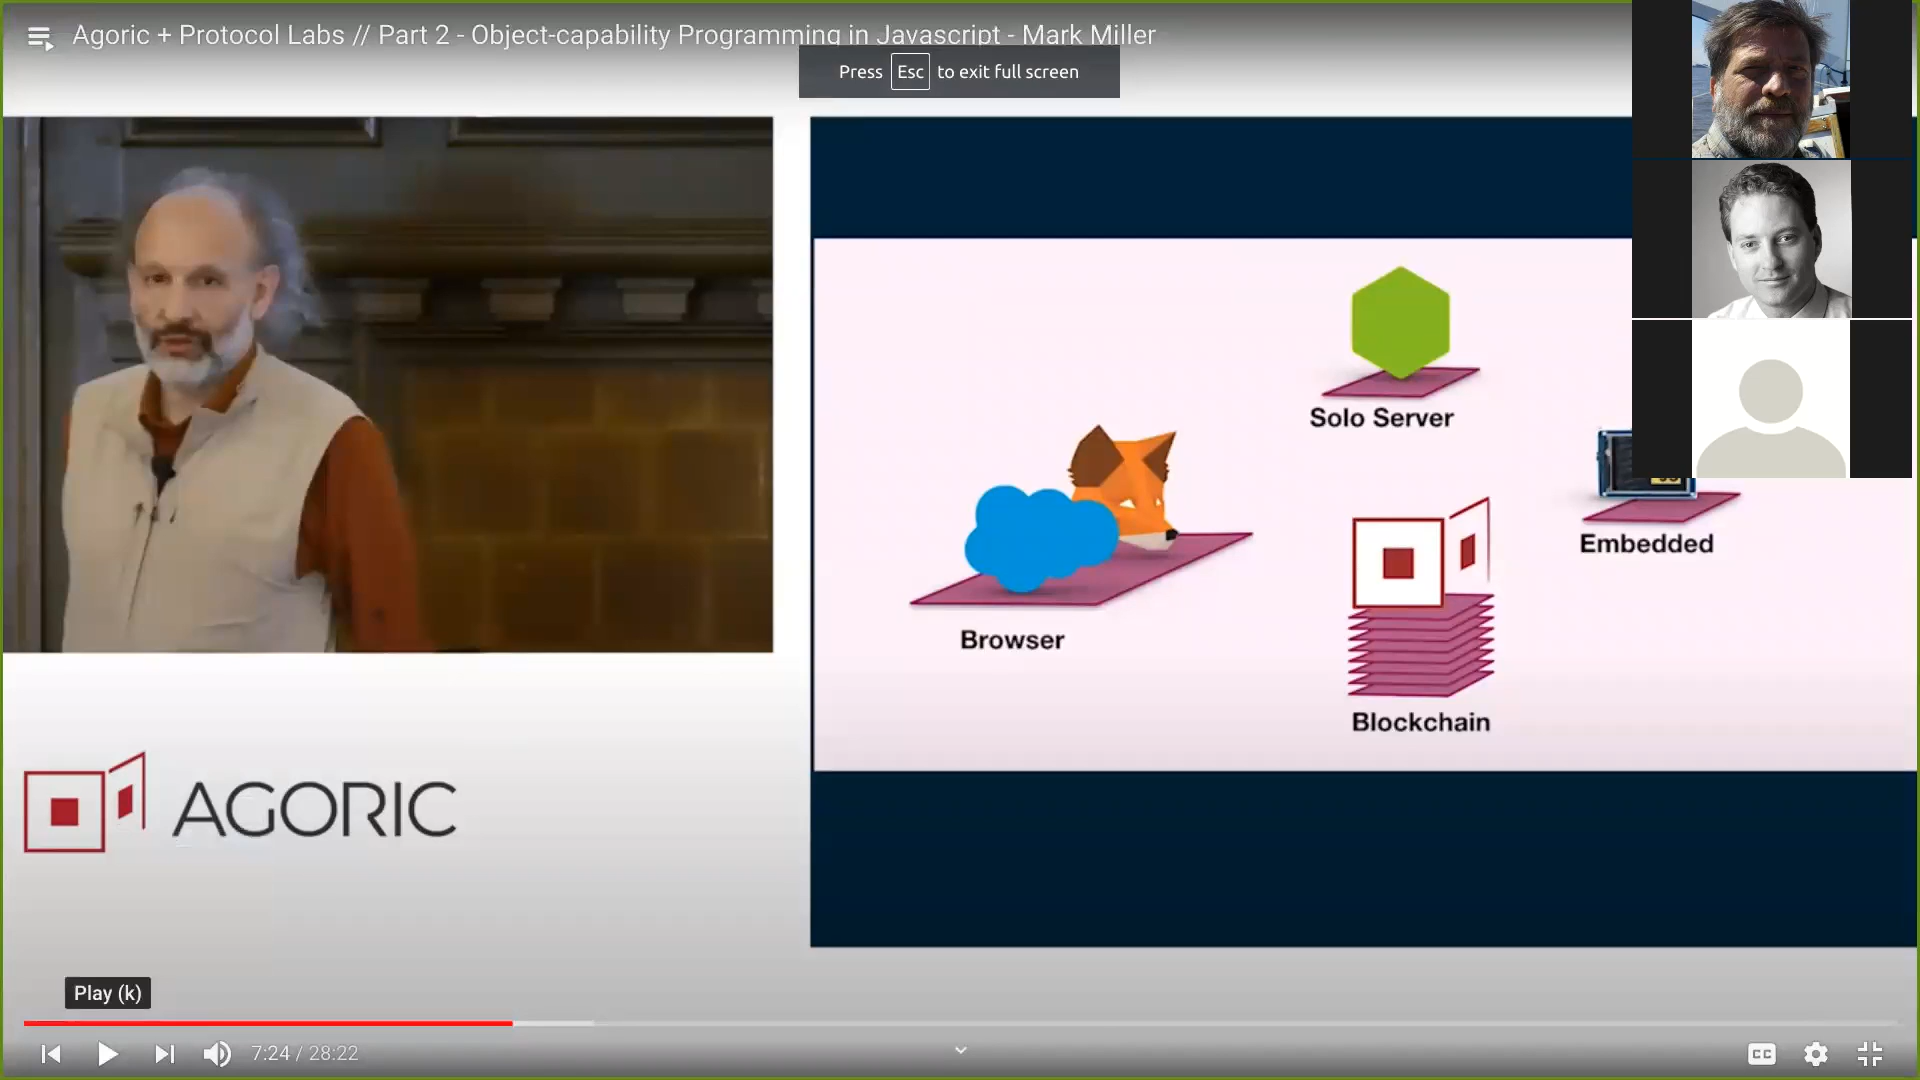 Agoric + Protocol Labs // Part 2 - Object-capability Programming in Javascript - Mark Miller
Press Esc to exit full screen
Solo Server
Embedded
Browser
Blockchain
AGORIC
Play (k)
7:24 / 28:22
CC